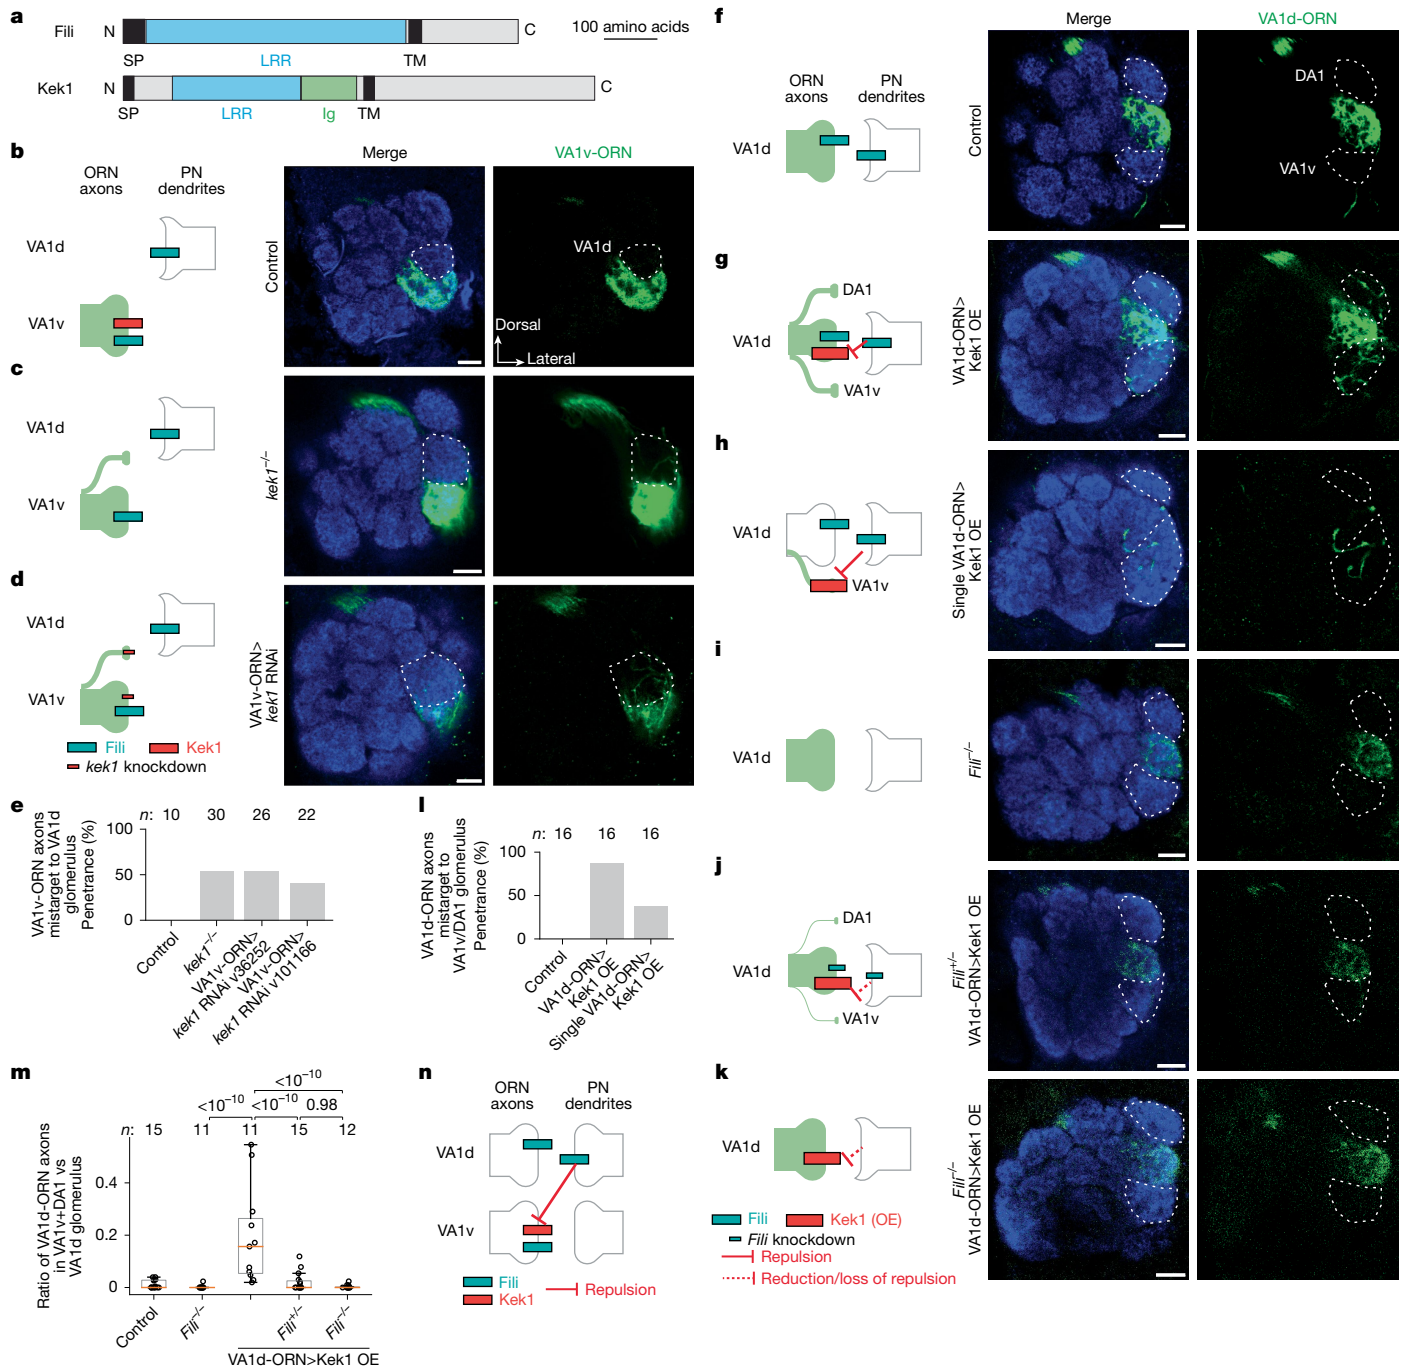 a
Fili
N
C
100 amino acids
SP
LRR
TM
Kek1
N
C
SP
LRR
Ig
TM
b
ORN axons
PN dendrites
Merge
VA1v-ORN
VA1d
VA1v
Control
VA1d
Dorsal
Lateral
c
VA1d
VA1v
kek1–/–
d
VA1d
VA1v
VA1v-ORN>
kek1 RNAi
Fili
Kek1
kek1 knockdown
e
VA1v-ORN axons
mistarget to VA1d
glomerulus
Penetrance (%)
n: 10 30 26 22
100
50
0
Control
kek1–/–
VA1v-ORN>
kek1 RNAi v36252
VA1v-ORN>
kek1 RNAi v101166
f
ORN axons
PN dendrites
Merge
VA1d-ORN
VA1d
Control
DA1
VA1v
g
DA1
VA1d
VA1v
VA1d-ORN>
Kek1 OE
h
VA1d
VA1v
Single VA1d-ORN>
Kek1 OE
i
VA1d
Fili–/–
j
DA1
VA1d
VA1v
Fili+/–
VA1d-ORN>Kek1 OE
k
VA1d
Fili–/–
VA1d-ORN>Kek1 OE
Fili
Kek1 (OE)
Fili knockdown
Repulsion
Reduction/loss of repulsion
l
VA1d-ORN axons
mistarget to
VA1v/DA1 glomerulus
Penetrance (%)
n: 16 16 16
100
50
0
Control
VA1d-ORN>
Kek1 OE
Single VA1d-ORN>
Kek1 OE
m
Ratio of VA1d-ORN axons
in VA1v+DA1 vs
VA1d glomerulus
<10–10
<10–10 <10–10 0.98
n: 15 11 11 15 12
0.4
0.2
0
Control
Fili–/–
Fili+/–
Fili–/–
VA1d-ORN>Kek1 OE
n
ORN axons
PN dendrites
VA1d
VA1v
Fili
Kek1
Repulsion